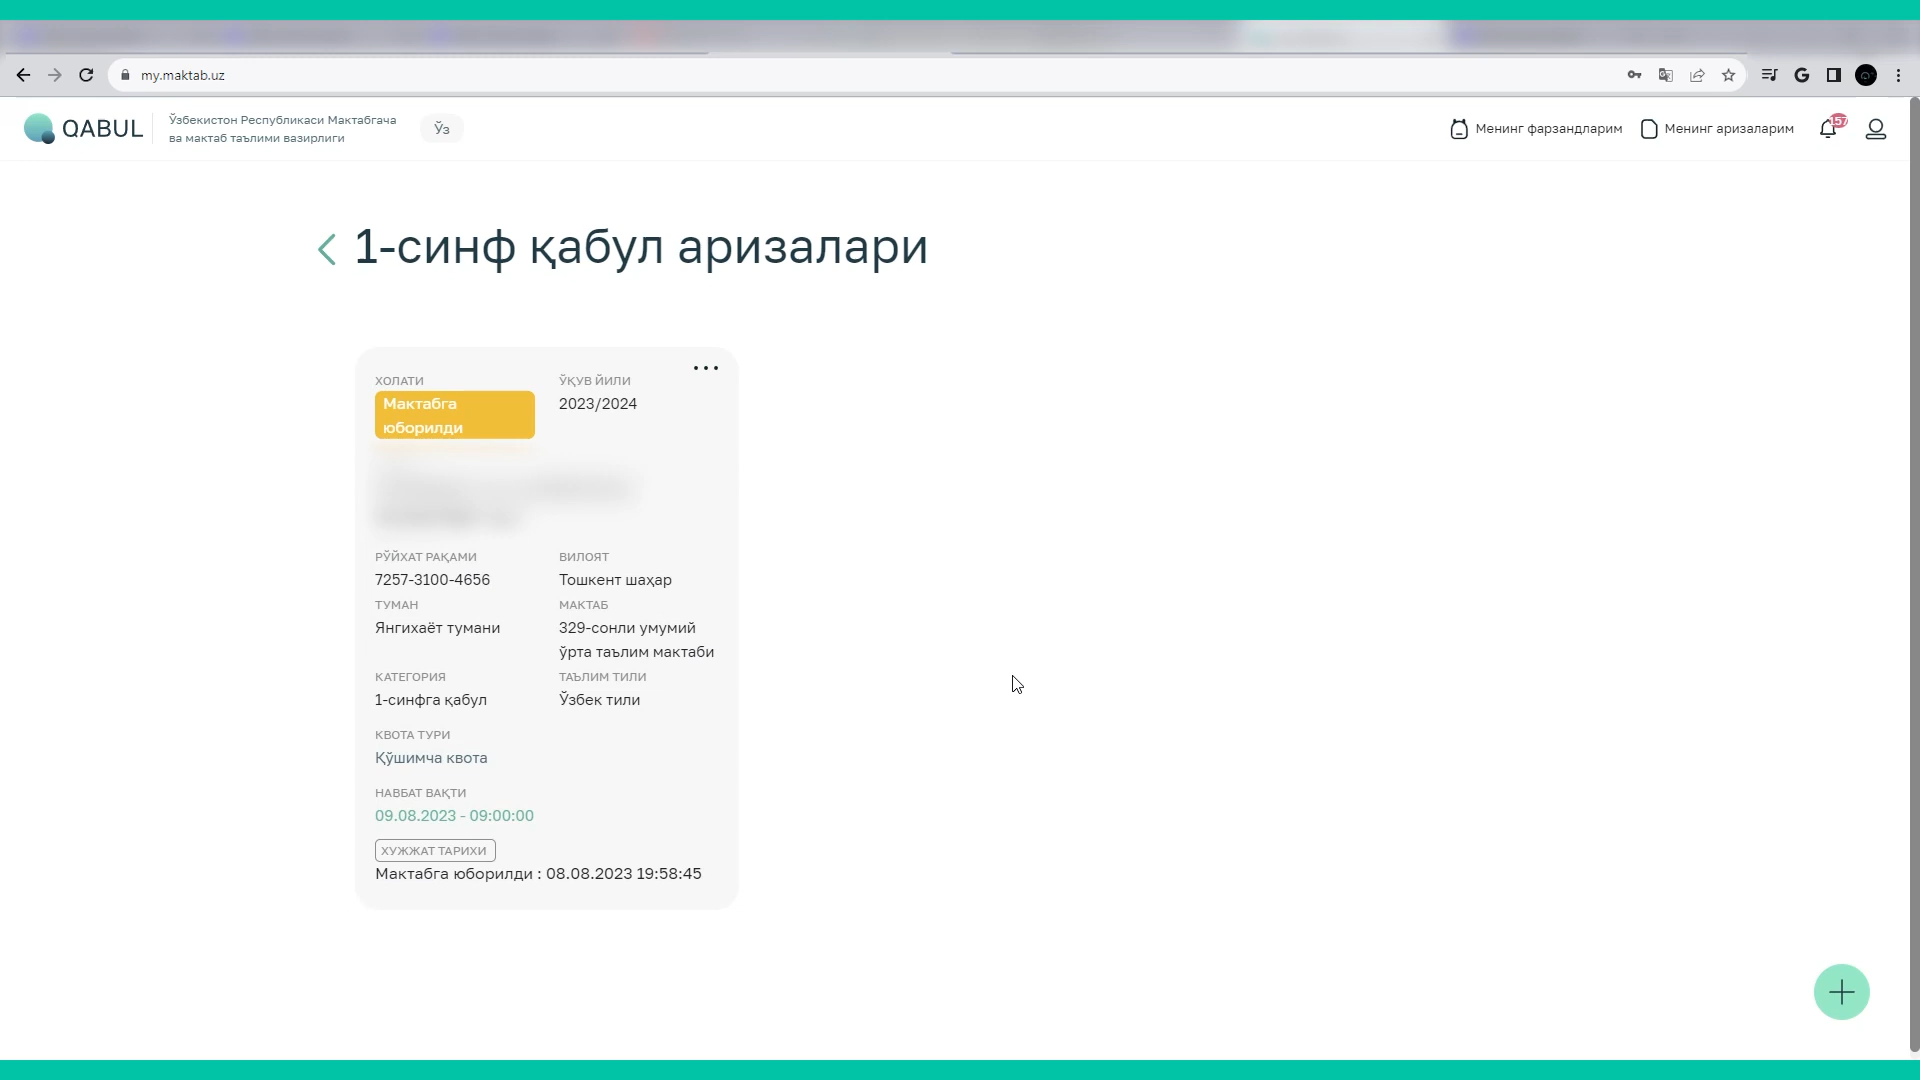 my.maktab.uz
QABUL
Ўзбекистон Республикаси Мактабгача
ва мактаб таълими вазирлиги
Ўз
Менинг фарзандларим
Менинг аризаларим
157
1-синф қабул аризалари
ҲОЛАТИ
Мактабга
юборилди
ЎҚУВ ЙИЛИ
2023/2024
РЎЙХАТ РАҚАМИ
7257-3100-4656
ВИЛОЯТ
Тошкент шаҳар
ТУМАН
Янгихаёт тумани
МАКТАБ
329-сонли умумий
ўрта таълим мактаби
КАТЕГОРИЯ
1-синфга қабул
ТАЪЛИМ ТИЛИ
Ўзбек тили
КВОТА ТУРИ
Қўшимча квота
НАВБАТ ВАҚТИ
09.08.2023 - 09:00:00
ХУЖЖАТ ТАРИХИ
Мактабга юборилди : 08.08.2023 19:58:45